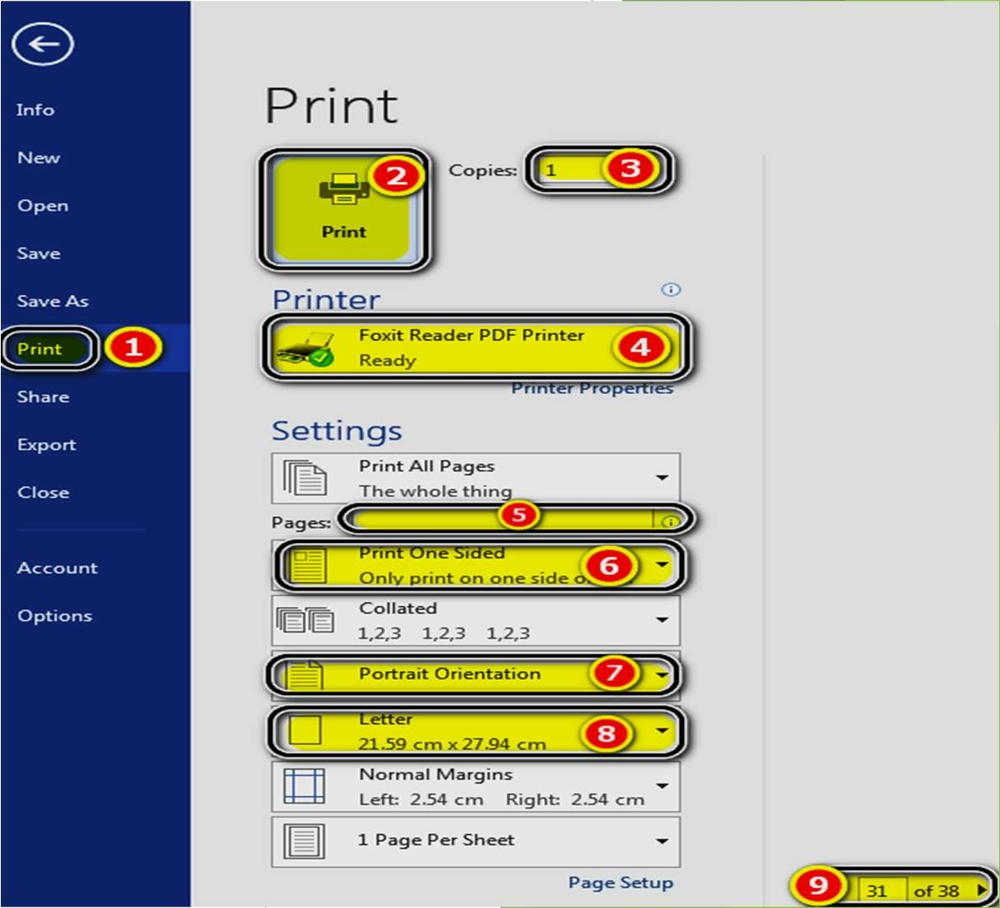 Info
New
Open
Save
Save As
Print
1
Share
Export
Close
Account
Options
Print
2
Print
Copies: 1
3
Printer
Foxit Reader PDF Printer
Ready
4
Printer Properties
Settings
Print All Pages
The whole thing
Pages:
5
Print One Sided
Only print on one side
6
Collated
1,2,3 1,2,3 1,2,3
Portrait Orientation
7
Letter
21.59 cm x 27.94 cm
8
Normal Margins
Left: 2.54 cm Right: 2.54 cm
1 Page Per Sheet
Page Setup
9
31 of 38